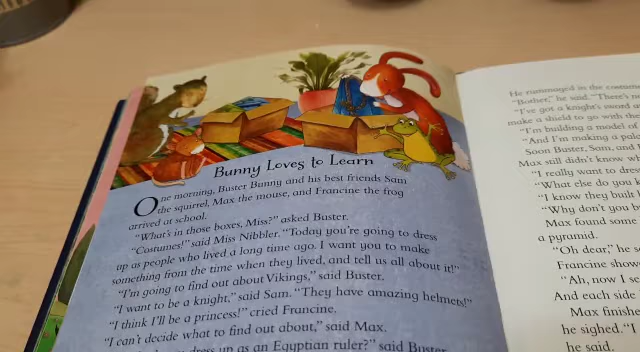 Bunny Loves to Learn
One morning, Buster Bunny and his best friends Sam
the squirrel, Max the mouse, and Francine the frog
arrived at school.
"What's in those boxes, Miss?" asked Buster.
"Costumes!" said Miss Nibbler. "Today you're going to dress
up as people who lived a long time ago. I want you to make
something from the time when they lived, and tell us all about it!"
"I'm going to find out about Vikings," said Buster.
"I want to be a knight," said Sam. "They have amazing helmets!"
"I think I'll be a princess!" cried Francine.
"I can't decide what to find out about," said Max.
dress up as an Egyptian ruler?" said Buster
He rummaged in the costume
"Bother," he said. "There's no
"I've got a knight's sword
make a shield to go with the
"I'm building a model of
"And I'm making a pala
Soon Buster, Sam, and
Max still didn't know wh
"I really want to dress
"What else do you k
"I know they built
"Why don't you b
Max found some
a pyramid.
"Oh dear," he s
Francine showe
"Ah, now I se
And each side
Max finishe
he sighed. "I
he said.